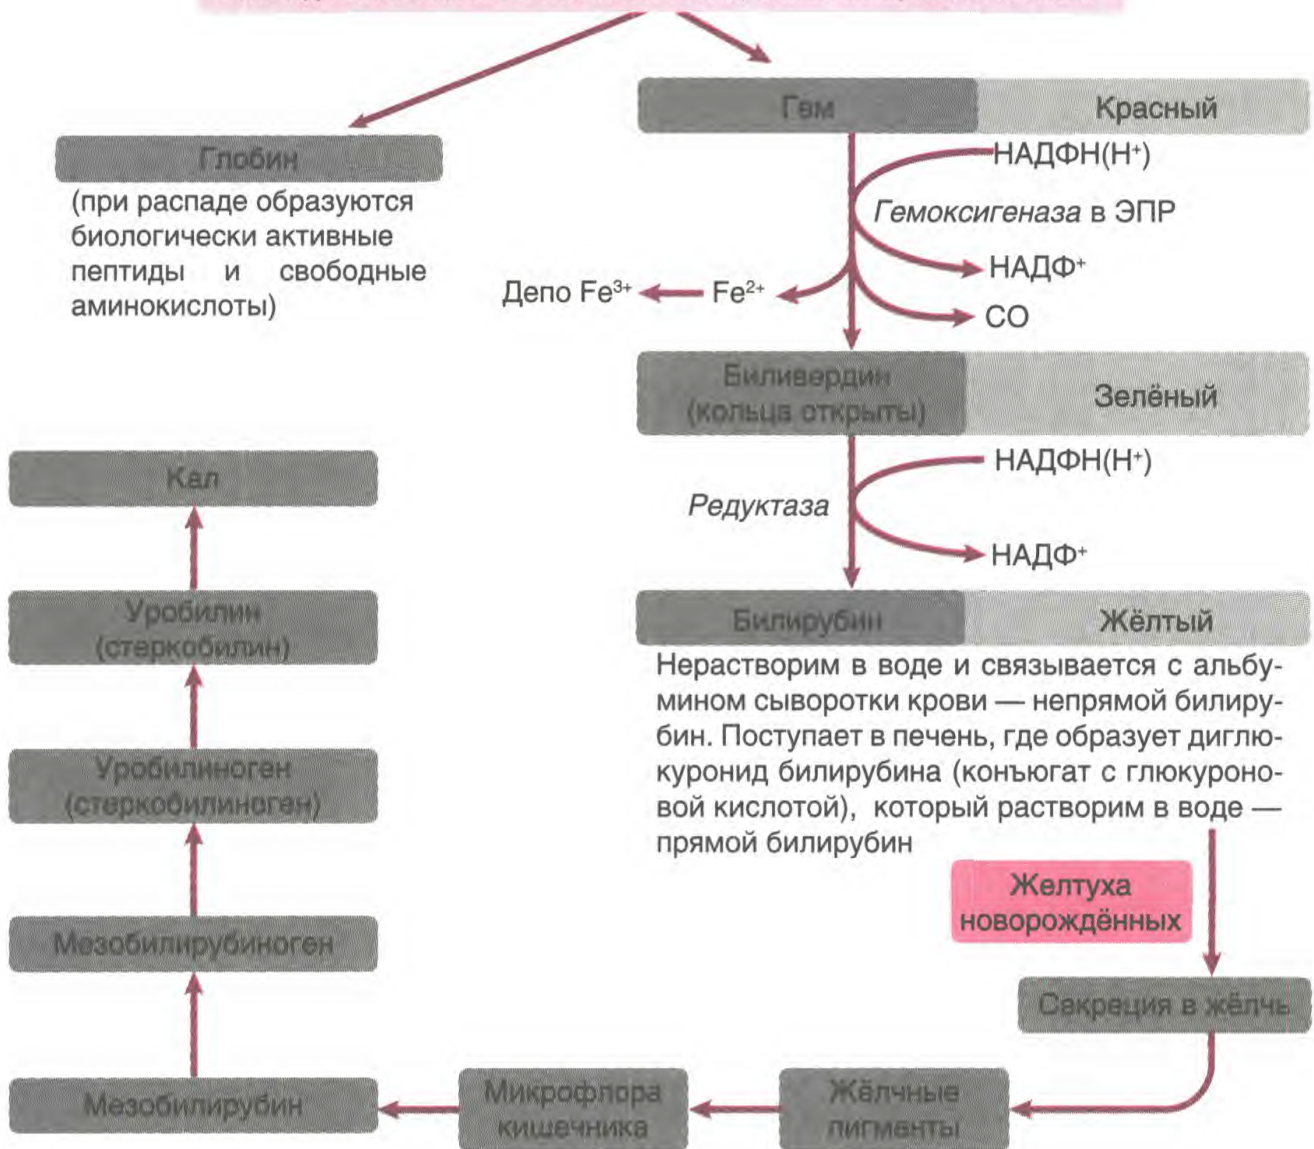 Гем
Красный
НАДФН(Н⁺)
Гемоксигеназа в ЭПР
НАДФ⁺
Депо Fe³⁺
Fe²⁺
СО
Глобин
(при распаде образуются
биологически активные
пептиды и свободные
аминокислоты)
Биливердин
(кольца открыты)
Зелёный
НАДФН(Н⁺)
Редуктаза
НАДФ⁺
Билирубин
Жёлтый
Нерастворим в воде и связывается с альбу-
мином сыворотки крови — непрямой билиру-
бин. Поступает в печень, где образует диглю-
куронид билирубина (конъюгат с глюкуроно-
вой кислотой), который растворим в воде —
прямой билирубин
Желтуха
новорождённых
Секреция в жёлчь
Жёлчные
пигменты
Микрофлора
кишечника
Мезобилирубин
Мезобилирубиноген
Уробилиноген
(стеркобилиноген)
Уробилин
(стеркобилин)
Кал